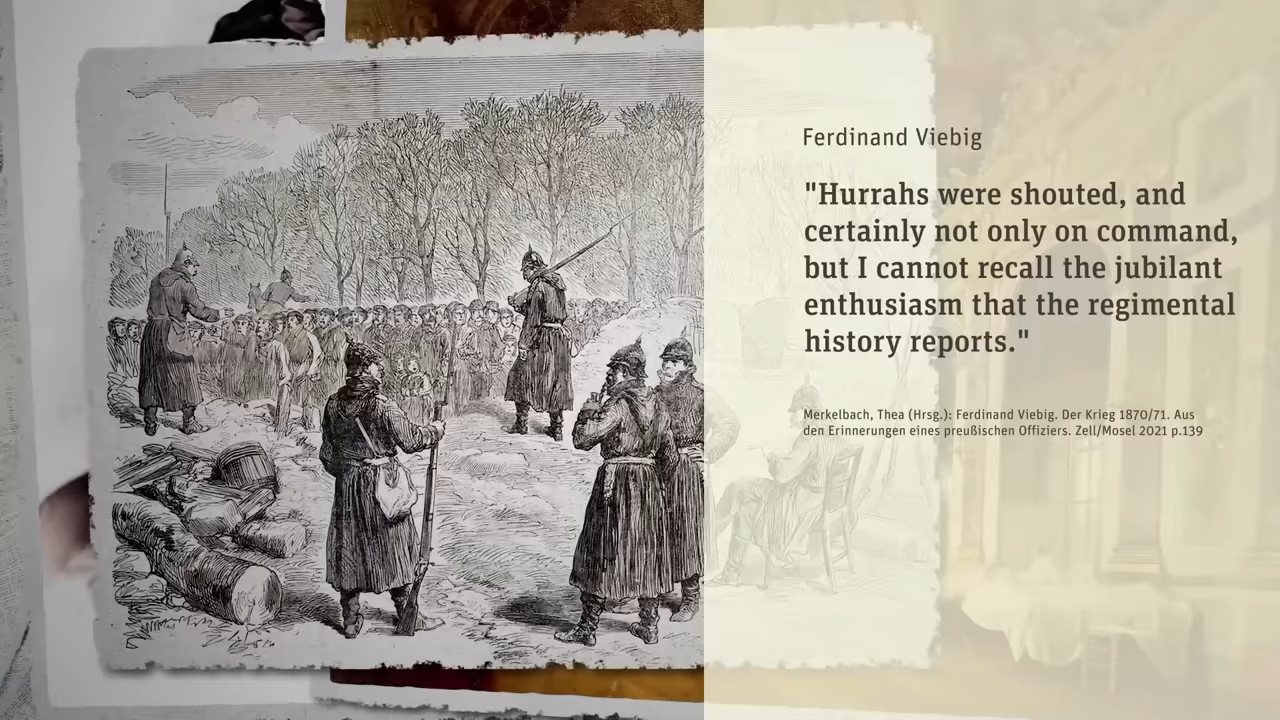 Ferdinand Viebig
"Hurrahs were shouted, and
certainly not only on command,
but I cannot recall the jubilant
enthusiasm that the regimental
history reports."
Merkelbach, Thea (Hrsg.): Ferdinand Viebig. Der Krieg 1870/71. Aus
den Erinnerungen eines preußischen Offiziers. Zell/Mosel 2021 p.139